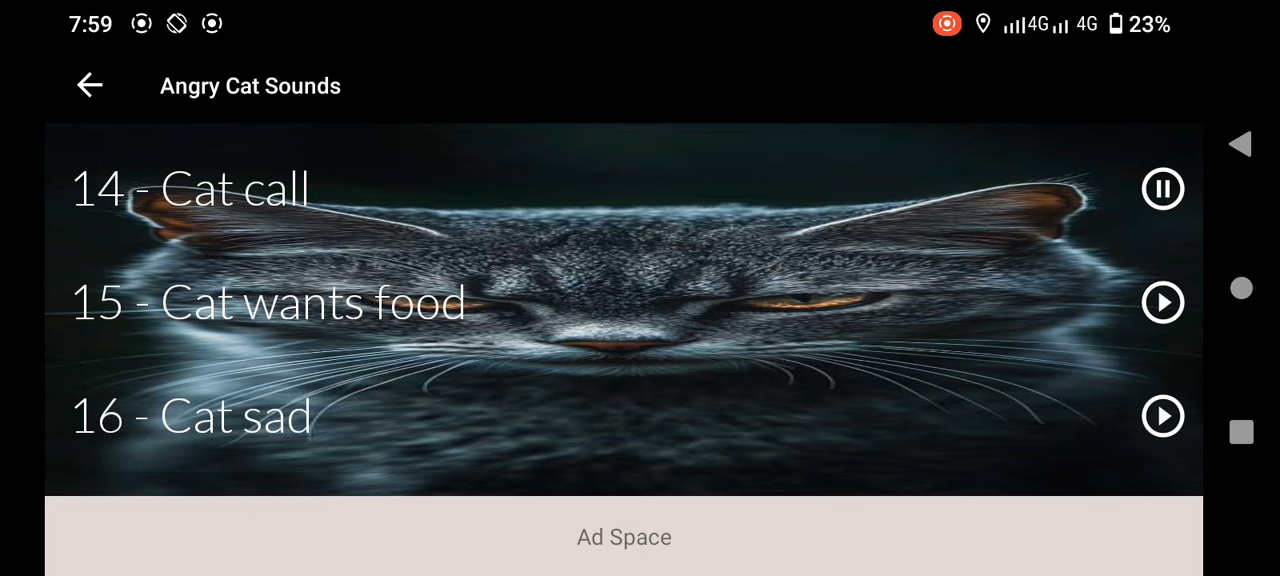 7:59 4G 4G 23%
Angry Cat Sounds
14 - Cat call
15 - Cat wants food
16 - Cat sad
Ad Space